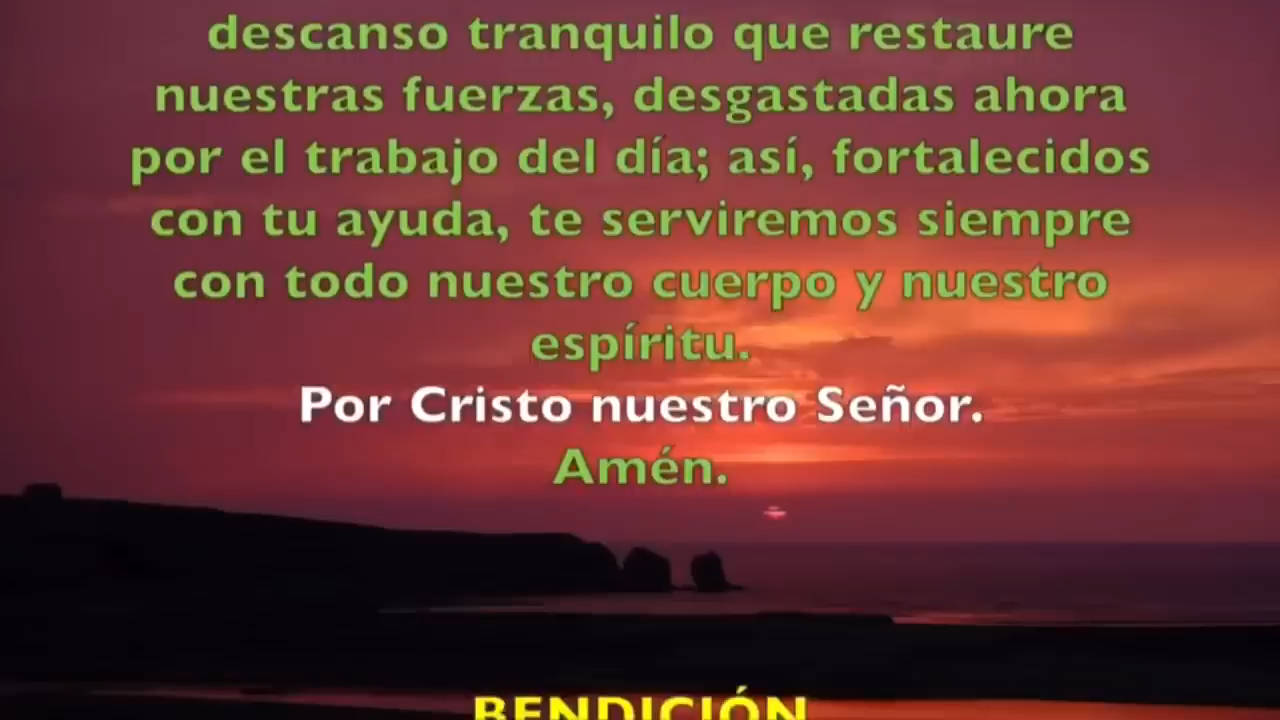 descanso tranquilo que restaure
nuestras fuerzas, desgastadas ahora
por el trabajo del día; así, fortalecidos
con tu ayuda, te serviremos siempre
con todo nuestro cuerpo y nuestro
espíritu.
Por Cristo nuestro Señor.
Amén.
BENDICIÓN